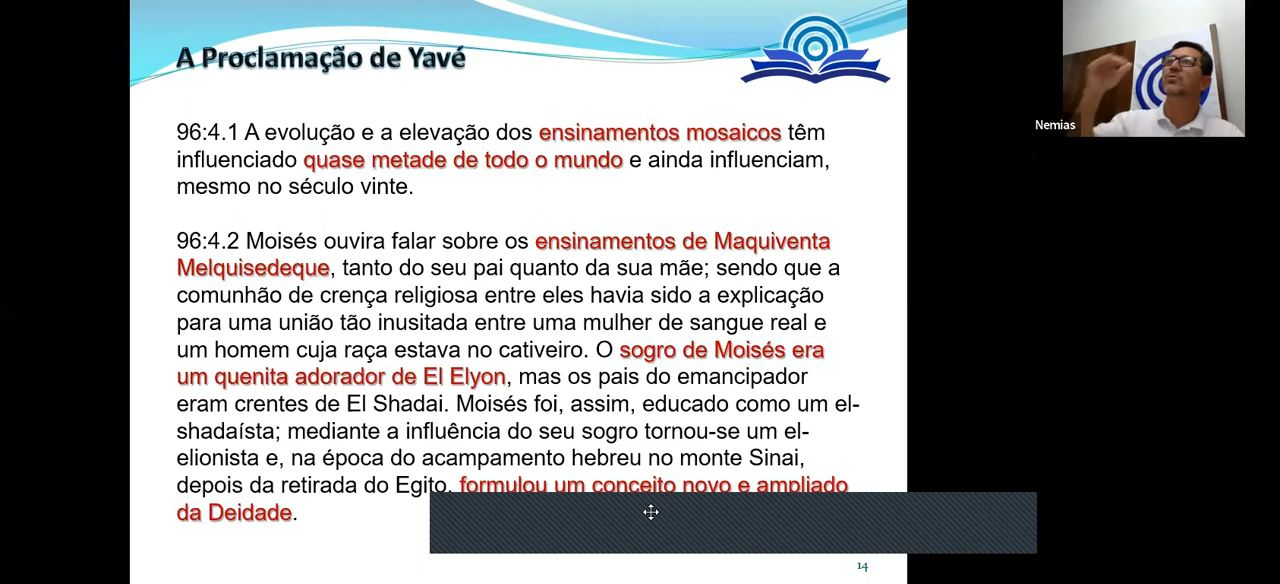 A Proclamação de Yavé
96:4.1 A evolução e a elevação dos ensinamentos mosaicos têm
influenciado quase metade de todo o mundo e ainda influenciam,
mesmo no século vinte.
96:4.2 Moisés ouvira falar sobre os ensinamentos de Maquiventa
Melquisedeque, tanto do seu pai quanto da sua mãe; sendo que a
comunhão de crença religiosa entre eles havia sido a explicação
para uma união tão inusitada entre uma mulher de sangue real e
um homem cuja raça estava no cativeiro. O sogro de Moisés era
um quenita adorador de El Elyon, mas os pais do emancipador
eram crentes de El Shadai. Moisés foi, assim, educado como um el-
shadaísta; mediante a influência do seu sogro tornou-se um el-
elionista e, na época do acampamento hebreu no monte Sinai,
depois da retirada do Egito, formulou um conceito novo e ampliado
da Deidade.
14
Nemias